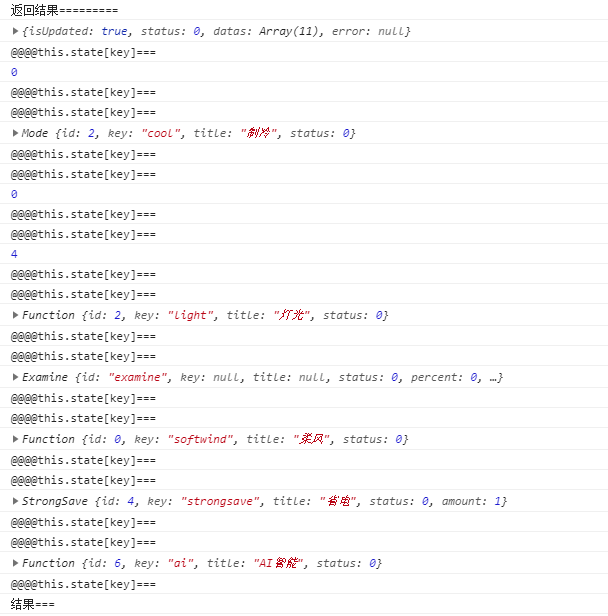 返回结果=========
▶{isUpdated: true, status: 0, datas: Array(11), error: null}
@@@@this.state[key]===
0
@@@@this.state[key]===
@@@@this.state[key]===
▶Mode {id: 2, key: "cool", title: "制冷", status: 0}
@@@@this.state[key]===
@@@@this.state[key]===
0
@@@@this.state[key]===
@@@@this.state[key]===
4
@@@@this.state[key]===
@@@@this.state[key]===
▶Function {id: 2, key: "light", title: "灯光", status: 0}
@@@@this.state[key]===
@@@@this.state[key]===
▶Examine {id: "examine", key: null, title: null, status: 0, percent: 0, …}
@@@@this.state[key]===
@@@@this.state[key]===
▶Function {id: 0, key: "softwind", title: "柔风", status: 0}
@@@@this.state[key]===
@@@@this.state[key]===
▶StrongSave {id: 4, key: "strongsave", title: "省电", status: 0, amount: 1}
@@@@this.state[key]===
@@@@this.state[key]===
▶Function {id: 6, key: "ai", title: "AI智能", status: 0}
@@@@this.state[key]===
结果===